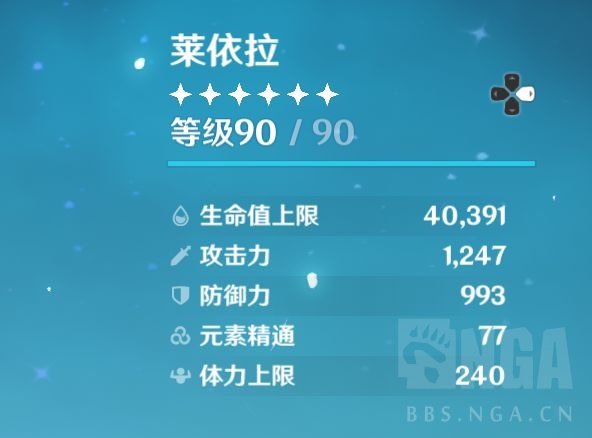 莱依拉
等级90 / 90
生命值上限 40,391
攻击力 1,247
防御力 993
元素精通 77
体力上限 240
NGA
BBS.NGA.CN